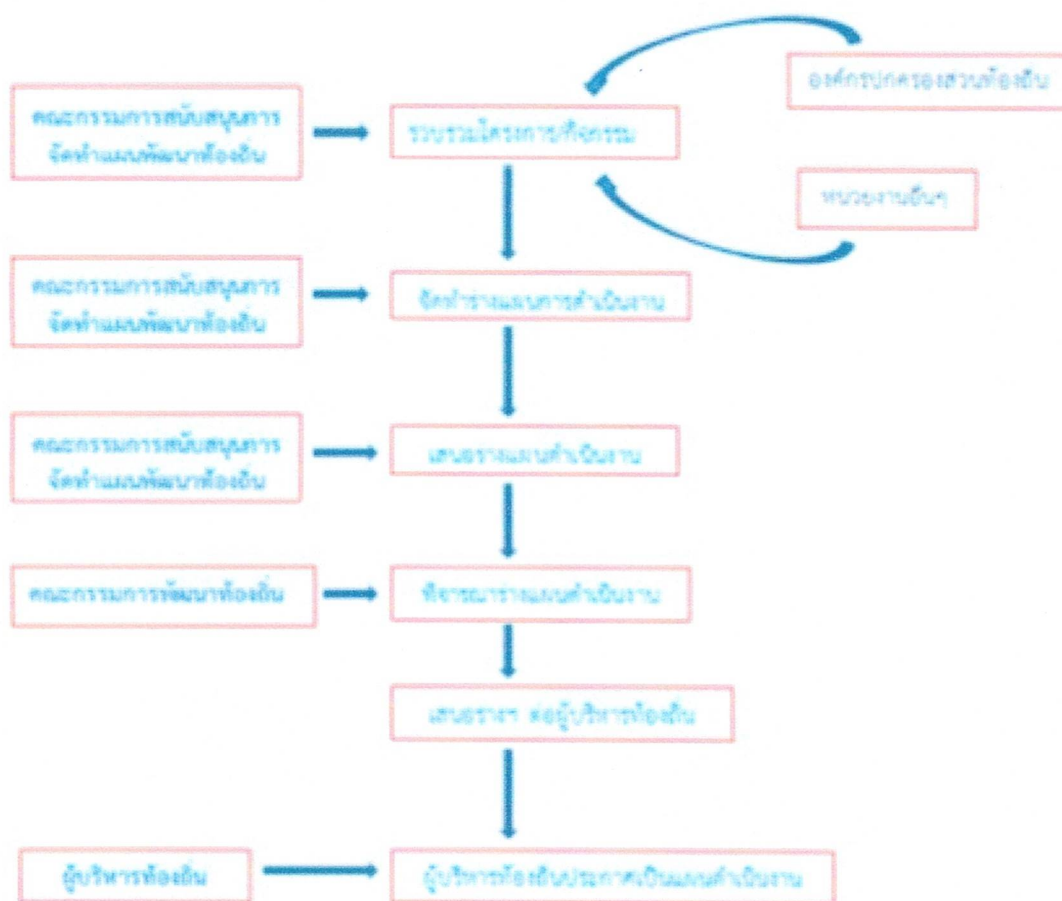 องค์กรปกครองส่วนท้องถิ่น
คณะกรรมการสนับสนุนการ
จัดทำแผนพัฒนาท้องถิ่น
รวบรวมโครงการ/กิจกรรม
หน่วยงานอื่นๆ
คณะกรรมการสนับสนุนการ
จัดทำแผนพัฒนาท้องถิ่น
จัดทำร่างแผนการดำเนินงาน
คณะกรรมการสนับสนุนการ
จัดทำแผนพัฒนาท้องถิ่น
เสนอร่างแผนดำเนินงาน
คณะกรรมการพัฒนาท้องถิ่น
พิจารณาร่างแผนดำเนินงาน
เสนอร่างฯ ต่อผู้บริหารท้องถิ่น
ผู้บริหารท้องถิ่น
ผู้บริหารท้องถิ่นประกาศเป็นแผนดำเนินงาน